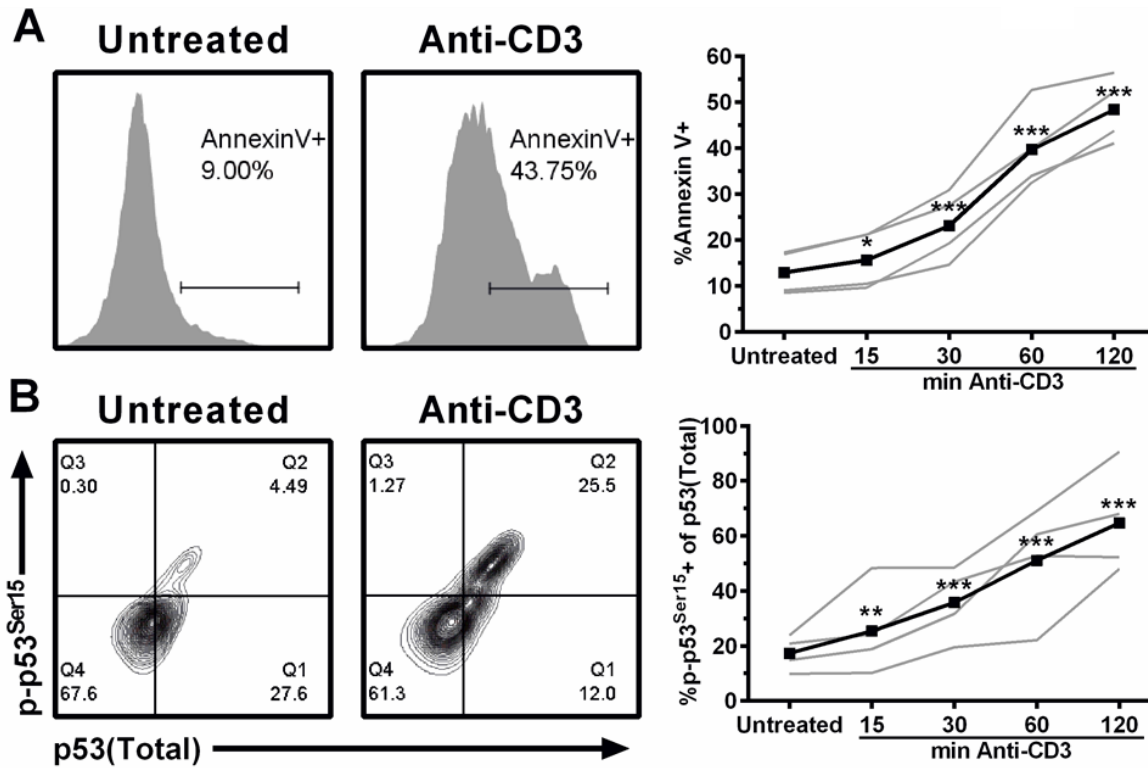 A
Untreated
Anti-CD3
AnnexinV+
9.00%
AnnexinV+
43.75%
%Annexin V+
60
50
40
30
20
10
0
*
***
***
***
Untreated 15 30 60 120
min Anti-CD3
B
Untreated
Anti-CD3
p-p53Ser15
Q3
0.30
Q2
4.49
Q4
67.6
Q1
27.6
Q3
1.27
Q2
25.5
Q4
61.3
Q1
12.0
p53(Total)
%p-p53Ser15+ of p53(Total)
100
80
60
40
20
0
**
***
***
***
Untreated 15 30 60 120
min Anti-CD3